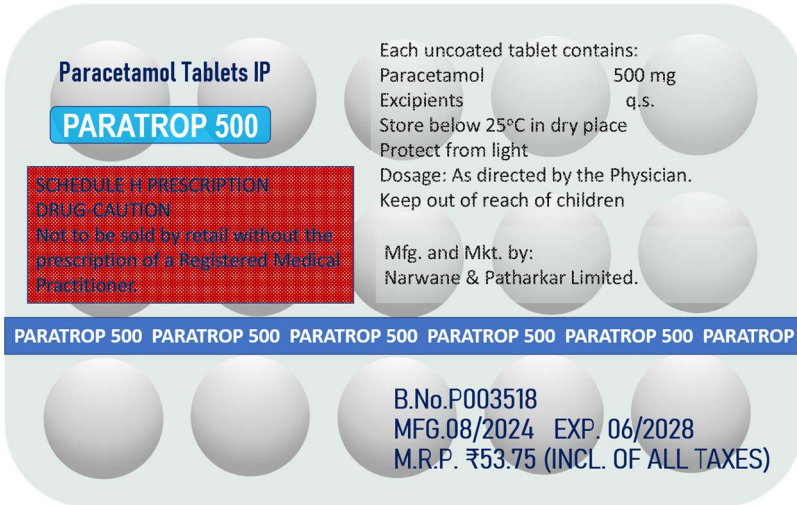 Paracetamol Tablets IP
PARATROP 500
SCHEDULE H PRESCRIPTION
DRUG-CAUTION
Not to be sold by retail without the
prescription of a Registered Medical
Practitioner.
Each uncoated tablet contains:
Paracetamol 500 mg
Excipients q.s.
Store below 25°C in dry place
Protect from light
Dosage: As directed by the Physician.
Keep out of reach of children
Mfg. and Mkt. by:
Narwane & Patharkar Limited.
PARATROP 500 PARATROP 500 PARATROP 500 PARATROP 500 PARATROP 500 PARATROP
B.No.P003518
MFG.08/2024 EXP. 06/2028
M.R.P. ₹53.75 (INCL. OF ALL TAXES)